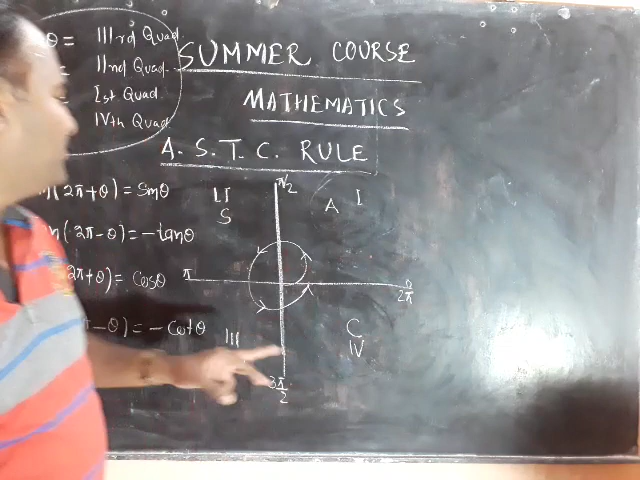 θ = IIIrd Quad
= IInd Quad
Ist Quad
IVth Quad
SUMMER COURSE
MATHEMATICS
A. S. T. C. RULE
(2π+θ) = sinθ
(2π-θ) = -tanθ
2π+θ) = cosθ
π-θ) = -cotθ
π/2
II
S
A I
π
0
2π
III
C
IV
3π
2